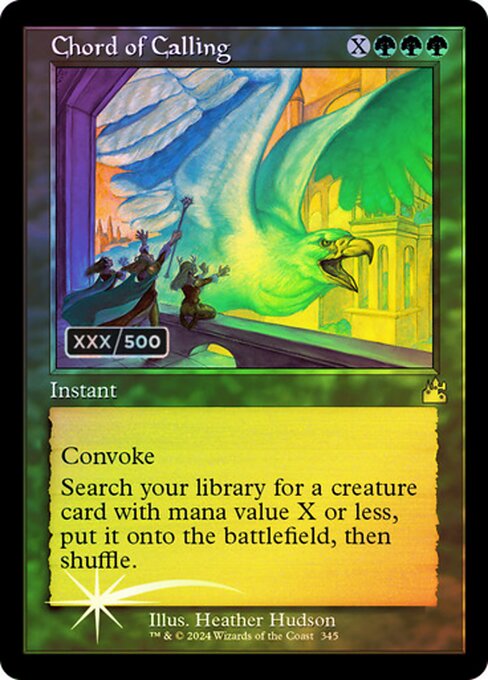 Chord of Calling X
XXX/500
Instant
Convoke
Search your library for a creature
card with mana value X or less,
put it onto the battlefield, then
shuffle.
Illus. Heather Hudson
™ & © 2024 Wizards of the Coast 345